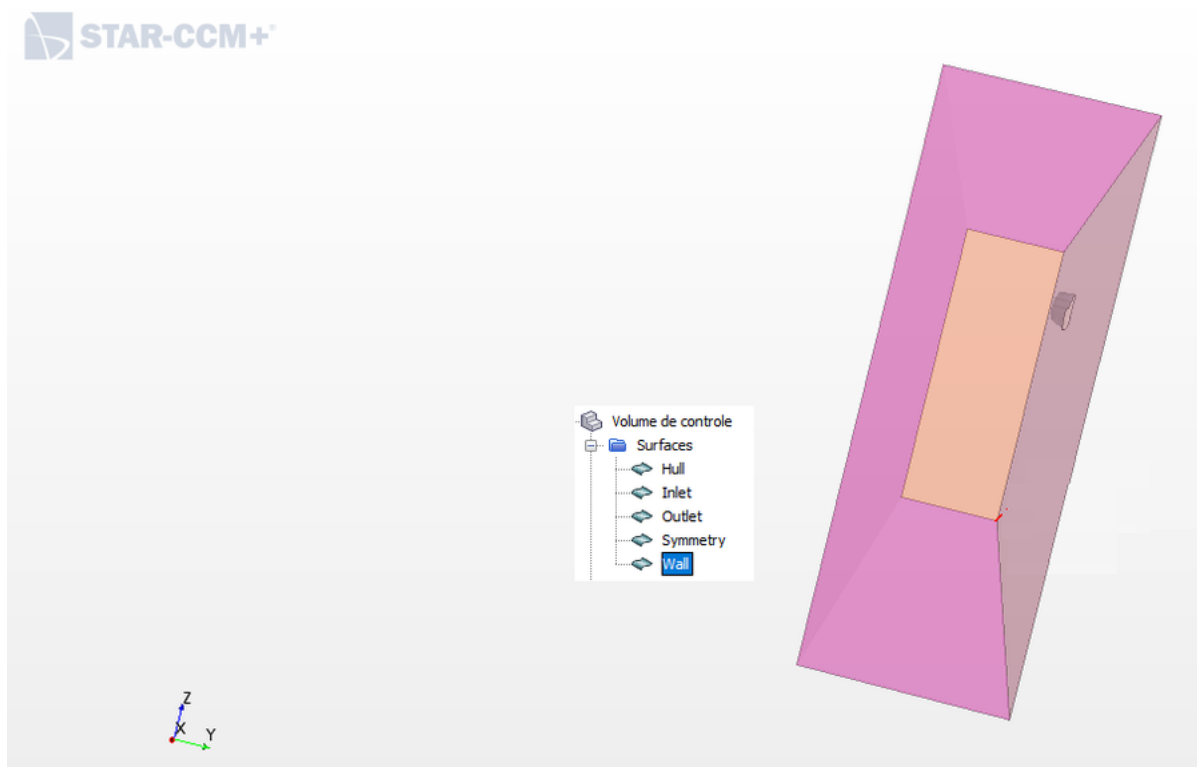 STAR-CCM+
Volume de controle
Surfaces
Hull
Inlet
Outlet
Symmetry
Wall
Z
X
Y